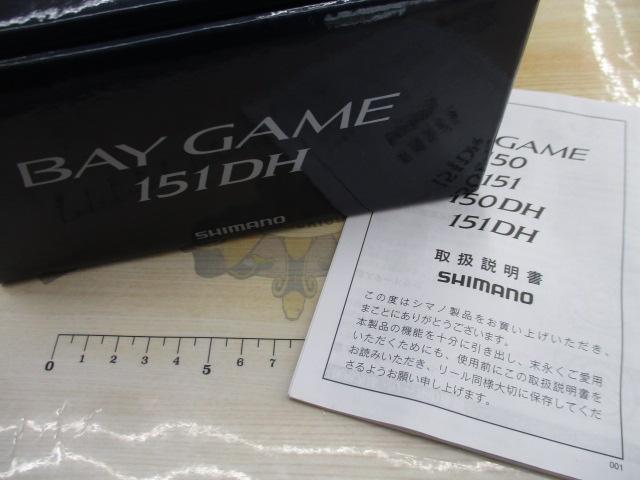 BAY GAME
151DH
SHIMANO
GAME
150
151
150DH
151DH
取扱説明書
SHIMANO
この度はシマノ製品をお買い上げいただき、
まことにありがとうございます。
本製品の機能を十分に引き出し、末永くご愛用
いただくためにも、使用前にこの取扱説明書を
お読みいただき、リール同様大切に保存してくだ
さるようお願い申し上げます。
001
0 1 2 3 4 5 6 7